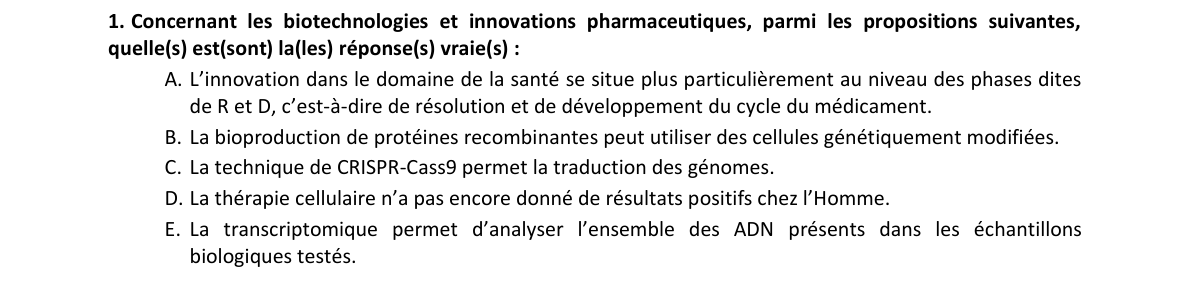 1. Concernant les biotechnologies et innovations pharmaceutiques, parmi les propositions suivantes,
quelle(s) est(sont) la(les) réponse(s) vraie(s) :
A. L’innovation dans le domaine de la santé se situe plus particulièrement au niveau des phases dites
de R et D, c’est-à-dire de résolution et de développement du cycle du médicament.
B. La bioproduction de protéines recombinantes peut utiliser des cellules génétiquement modifiées.
C. La technique de CRISPR-Cass9 permet la traduction des génomes.
D. La thérapie cellulaire n’a pas encore donné de résultats positifs chez l’Homme.
E. La transcriptomique permet d’analyser l’ensemble des ADN présents dans les échantillons
biologiques testés.